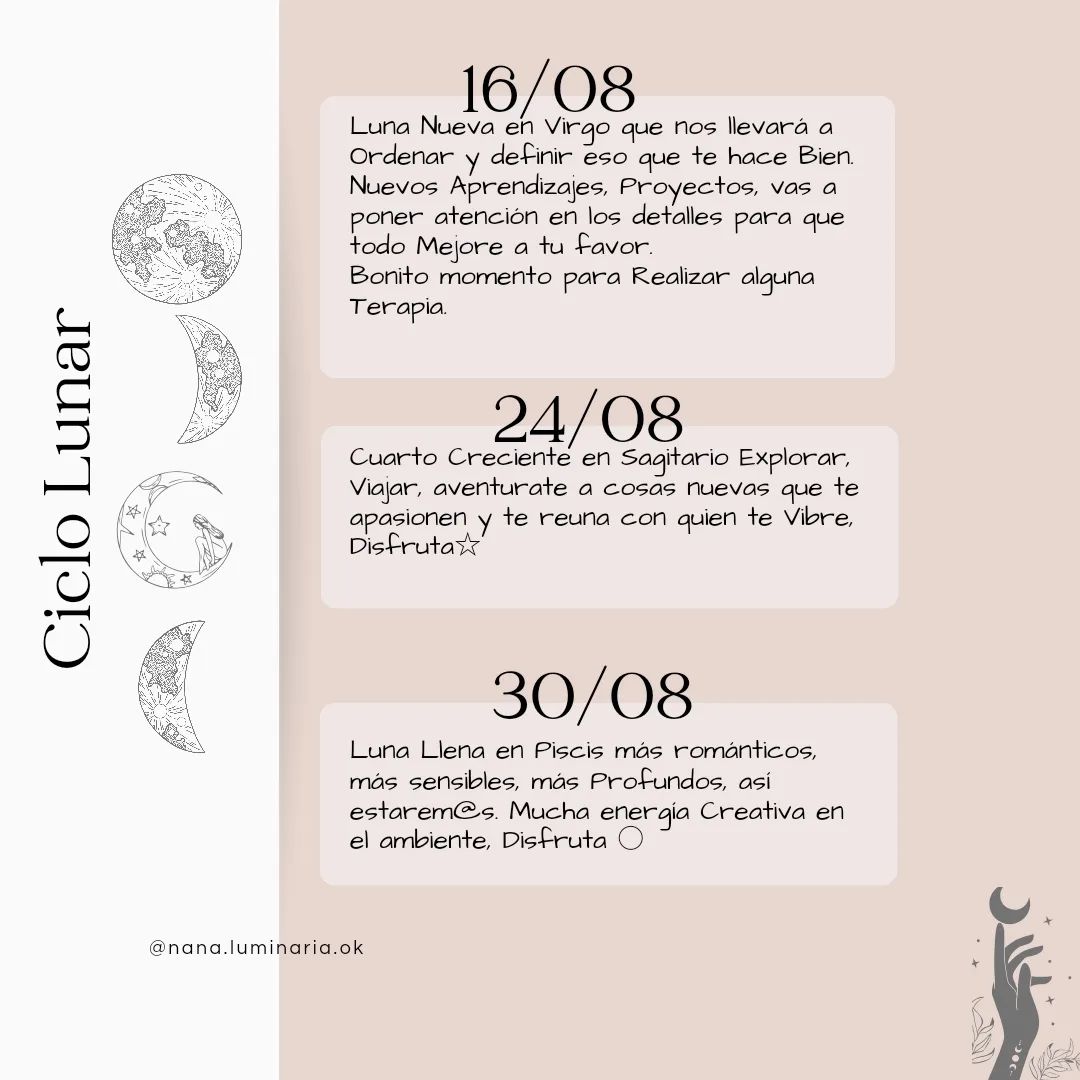 Ciclo Lunar
16/08
Luna Nueva en Virgo que nos llevará a
Ordenar y definir eso que te hace Bien.
Nuevos Aprendizajes, Proyectos, vas a
poner atención en los detalles para que
todo Mejore a tu favor.
Bonito momento para Realizar alguna
Terapia.
24/08
Cuarto Creciente en Sagitario Explorar,
Viajar, aventurate a cosas nuevas que te
apasionen y te reuna con quien te Vibre,
Disfruta☆
30/08
Luna Llena en Piscis más románticos,
más sensibles, más Profundos, así
estarem@s. Mucha energía Creativa en
el ambiente, Disfruta ○
@nana.luminaria.ok